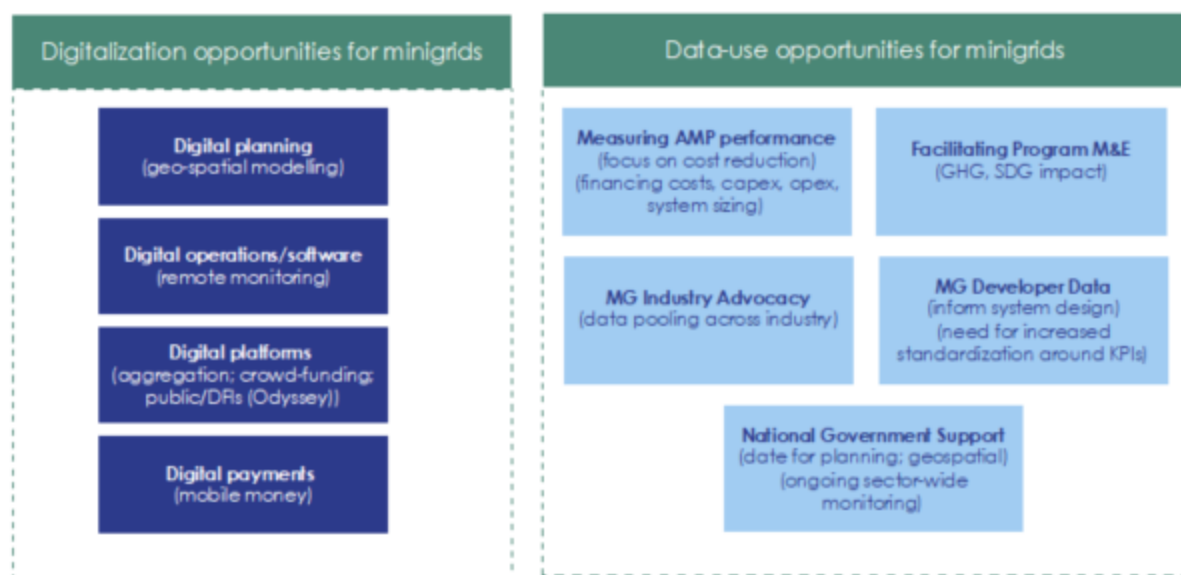 Digitalization opportunities for minigrids
Digital planning
(geo-spatial modelling)
Digital operations/software
(remote monitoring)
Digital platforms
(aggregation; crowd-funding;
public/DFIs (Odyssey))
Digital payments
(mobile money)
Data-use opportunities for minigrids
Measuring AMP performance
(focus on cost reduction)
(financing costs, capex, opex,
system sizing)
Facilitating Program M&E
(GHG, SDG impact)
MG Industry Advocacy
(data pooling across industry)
MG Developer Data
(inform system design)
(need for increased
standardization around KPIs)
National Government Support
(date for planning; geospatial)
(ongoing sector-wide
monitoring)